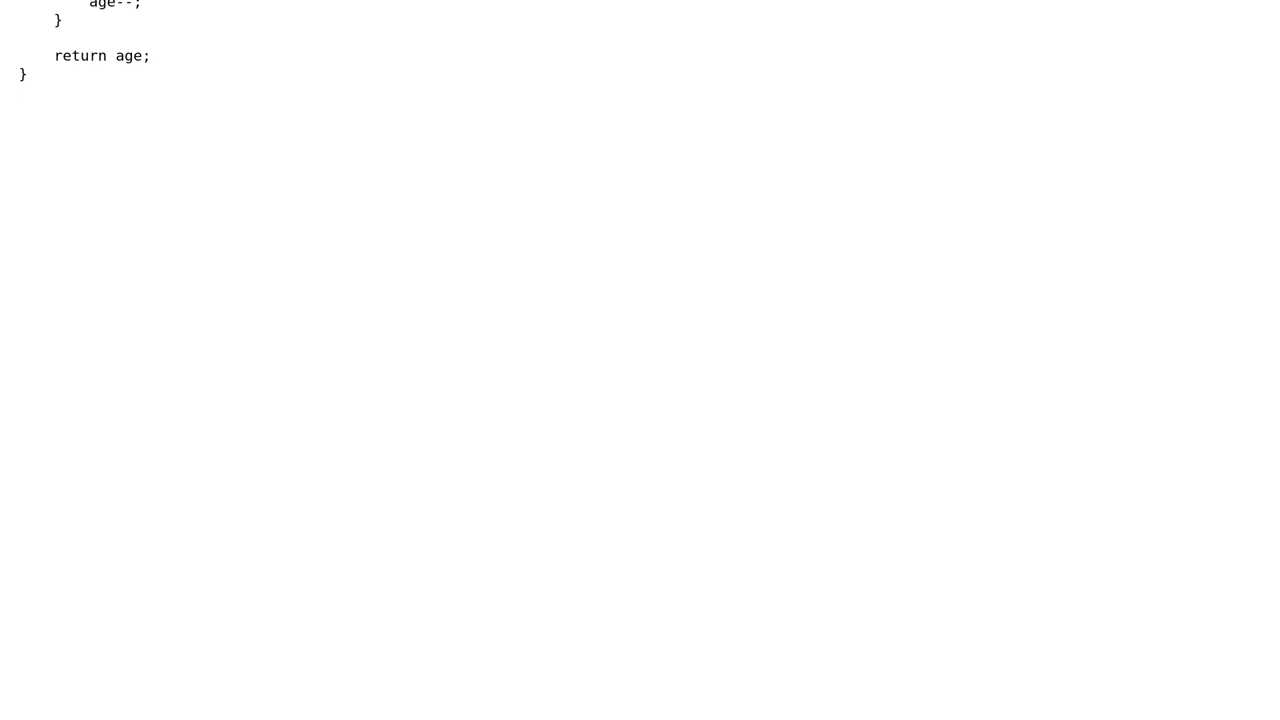 age--;
    }

    return age;
}